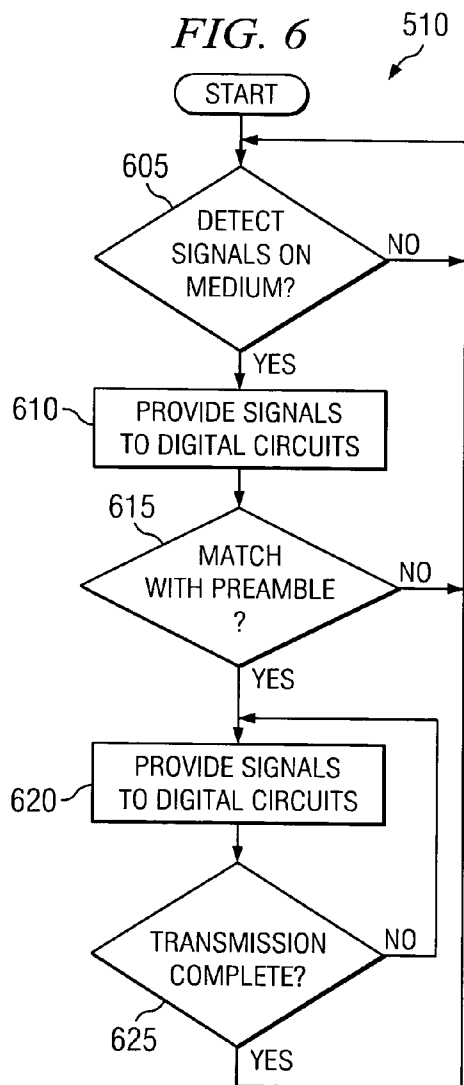 FIG. 6
510
START
605
DETECT
SIGNALS ON
MEDIUM?
NO
YES
610
PROVIDE SIGNALS
TO DIGITAL CIRCUITS
615
MATCH
WITH PREAMBLE
?
NO
YES
620
PROVIDE SIGNALS
TO DIGITAL CIRCUITS
TRANSMISSION
COMPLETE?
NO
625
YES